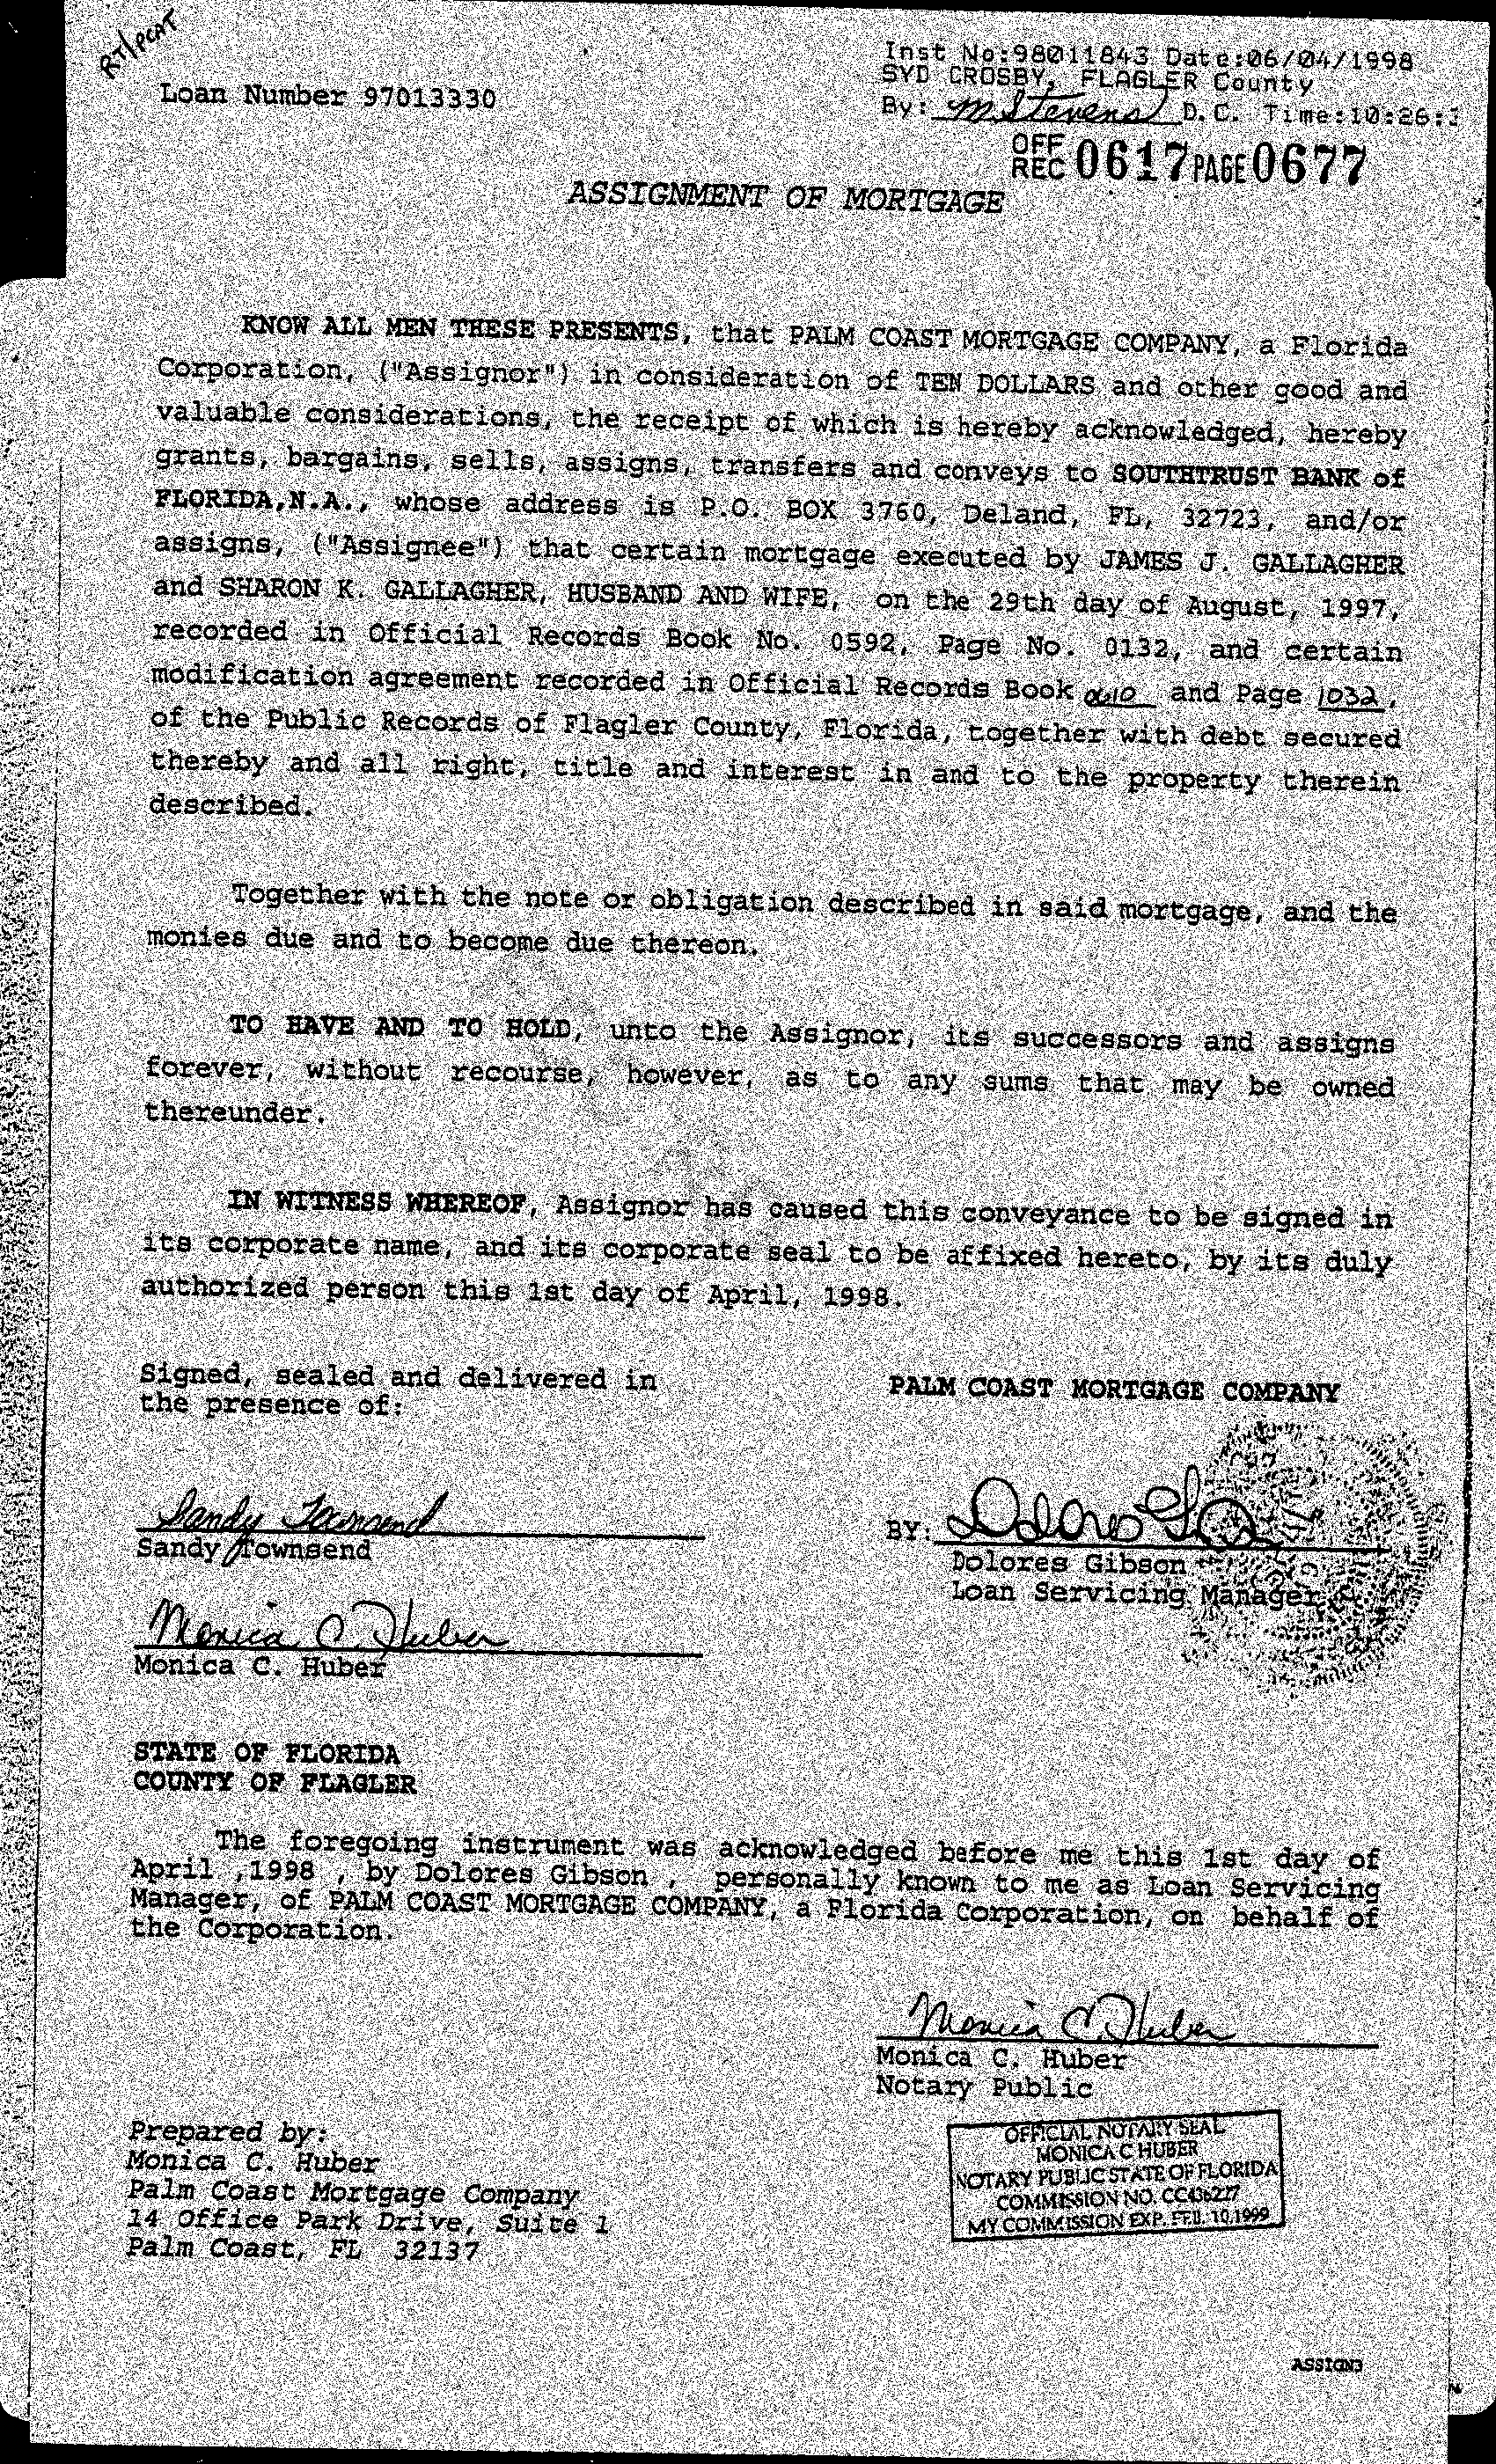 RT/PCAT
Inst No:98011843 Date:06/04/1998
SYD CROSBY, FLAGLER County
By: M. Stevens D.C. Time:10:26:
Loan Number 97013330
OFF REC 0617 PAGE 0677
ASSIGNMENT OF MORTGAGE
KNOW ALL MEN THESE PRESENTS, that PALM COAST MORTGAGE COMPANY, a Florida
Corporation, ("Assignor") in consideration of TEN DOLLARS and other good and
valuable considerations, the receipt of which is hereby acknowledged, hereby
grants, bargains, sells, assigns, transfers and conveys to SOUTHTRUST BANK of
FLORIDA,N.A., whose address is P.O. BOX 3760, Deland, FL, 32723, and/or
assigns, ("Assignee") that certain mortgage executed by JAMES J. GALLAGHER
and SHARON K. GALLAGHER, HUSBAND AND WIFE, on the 29th day of August, 1997,
recorded in Official Records Book No. 0592, Page No. 0132, and certain
modification agreement recorded in Official Records Book 0610 and Page 1032,
of the Public Records of Flagler County, Florida, together with debt secured
thereby and all right, title and interest in and to the property therein
described.
Together with the note or obligation described in said mortgage, and the
monies due and to become due thereon.
TO HAVE AND TO HOLD, unto the Assignor, its successors and assigns
forever, without recourse, however, as to any sums that may be owned
thereunder.
IN WITNESS WHEREOF, Assignor has caused this conveyance to be signed in
its corporate name, and its corporate seal to be affixed hereto, by its duly
authorized person this 1st day of April, 1998.
Signed, sealed and delivered in
the presence of:
PALM COAST MORTGAGE COMPANY
Sandy Townsend
Sandy Townsend
BY:
Dolores Gibson
Loan Servicing Manager
Monica C. Huber
Monica C. Huber
STATE OF FLORIDA
COUNTY OF FLAGLER
The foregoing instrument was acknowledged before me this 1st day of
April ,1998 , by Dolores Gibson , personally known to me as Loan Servicing
Manager, of PALM COAST MORTGAGE COMPANY, a Florida Corporation, on behalf of
the Corporation.
Monica C. Huber
Monica C. Huber
Notary Public
Prepared by:
Monica C. Huber
Palm Coast Mortgage Company
14 Office Park Drive, Suite 1
Palm Coast, FL 32137
OFFICIAL NOTARY SEAL
MONICA C HUBER
NOTARY PUBLIC STATE OF FLORIDA
COMMISSION NO. CC436227
MY COMMISSION EXP. FEB. 10,1999
ASSIGN3